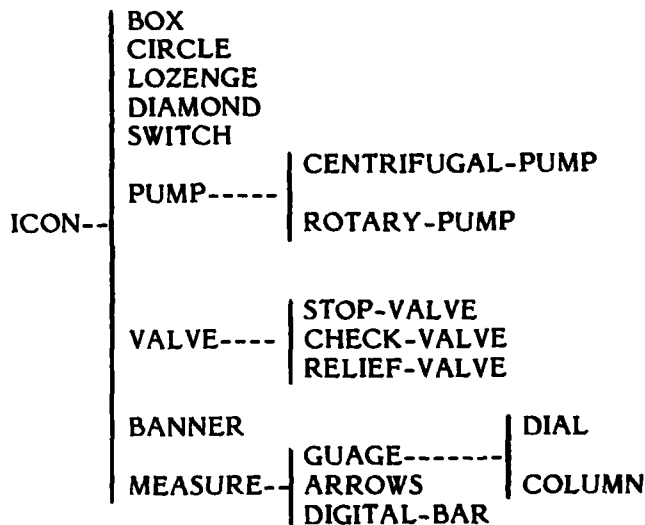 BOX
CIRCLE
LOZENGE
DIAMOND
SWITCH
CENTRIFUGAL-PUMP
PUMP-----
ICON--
ROTARY-PUMP
STOP-VALVE
VALVE----
CHECK-VALVE
RELIEF-VALVE
BANNER
DIAL
GUAGE-------
MEASURE--
ARROWS
COLUMN
DIGITAL-BAR